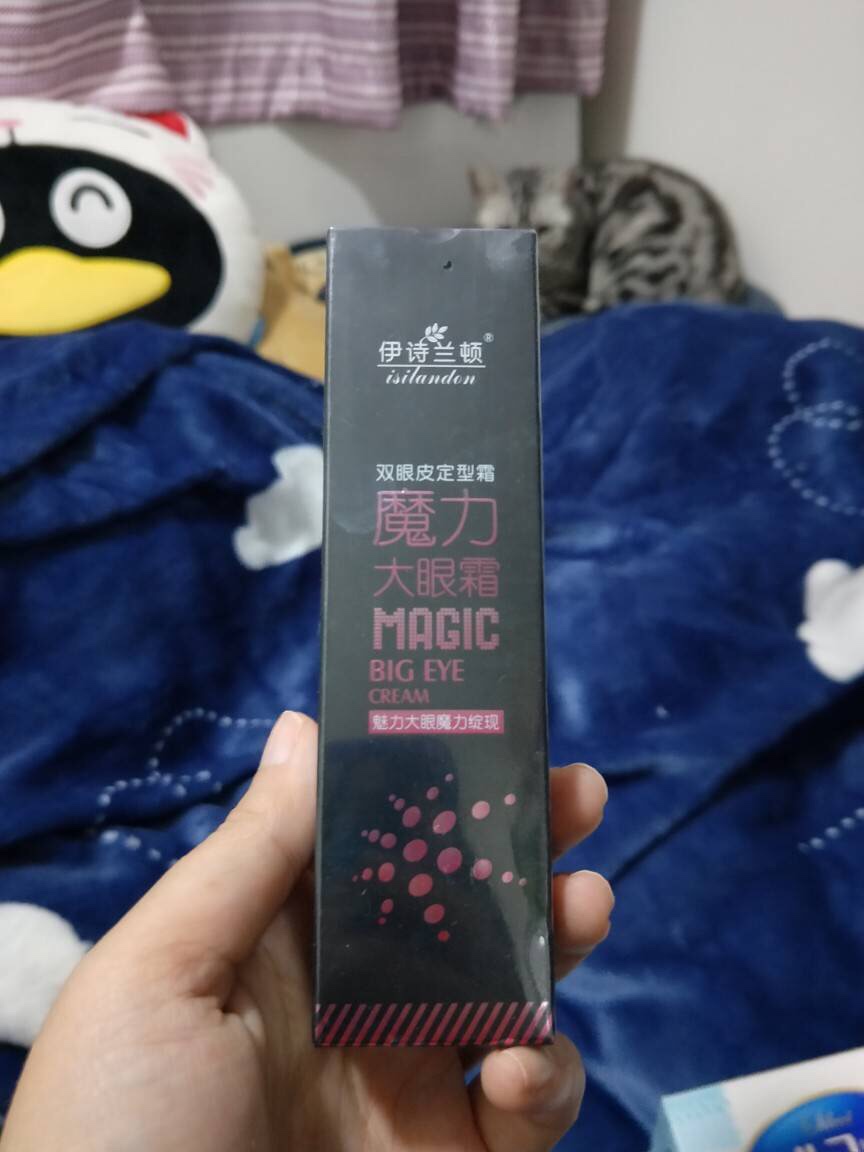 伊诗兰顿®
isilandon
双眼皮定型霜
魔力
大眼霜
MAGIC
BIG EYE
CREAM
魅力大眼魔力绽现